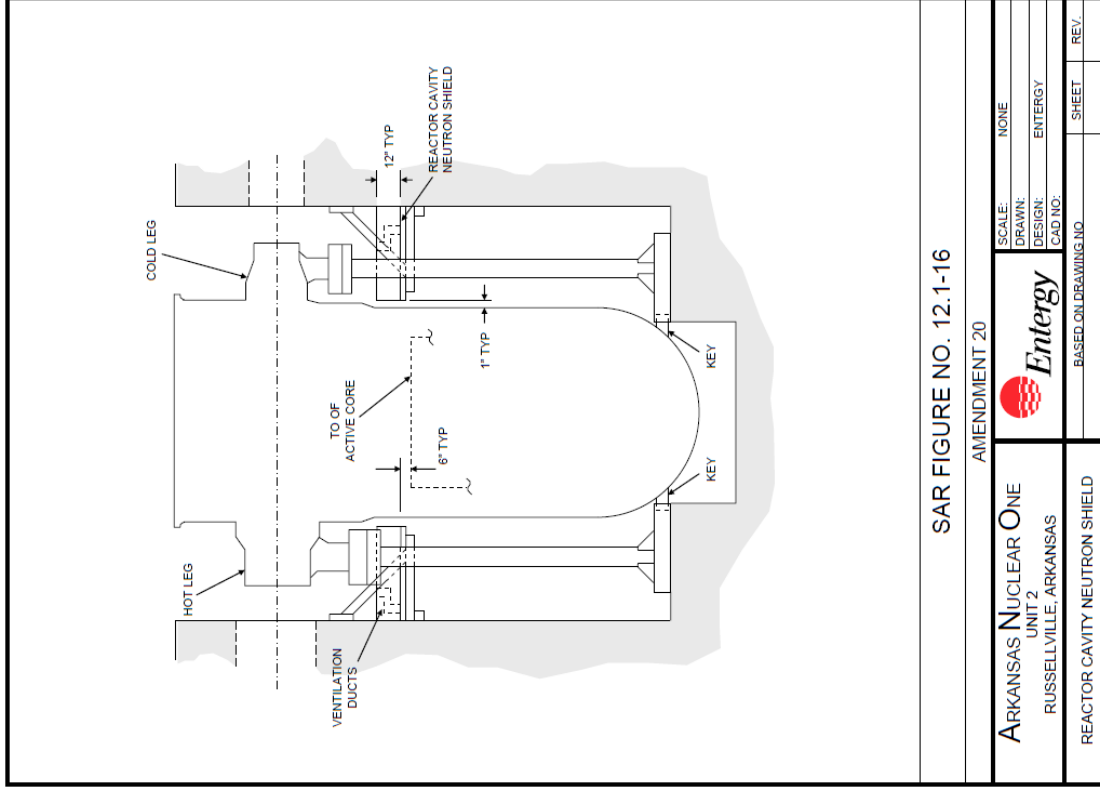 COLD LEG
HOT LEG
12" TYP
REACTOR CAVITY
NEUTRON SHIELD
TO OF
ACTIVE CORE
1" TYP
6" TYP
VENTILATION
DUCTS
KEY
KEY
SAR FIGURE NO. 12.1-16
AMENDMENT 20
ARKANSAS NUCLEAR ONE
UNIT 2
RUSSELLVILLE, ARKANSAS
Entergy
SCALE: NONE
DRAWN:
DESIGN: ENTERGY
CAD NO:
REACTOR CAVITY NEUTRON SHIELD
BASED ON DRAWING NO
SHEET
REV.